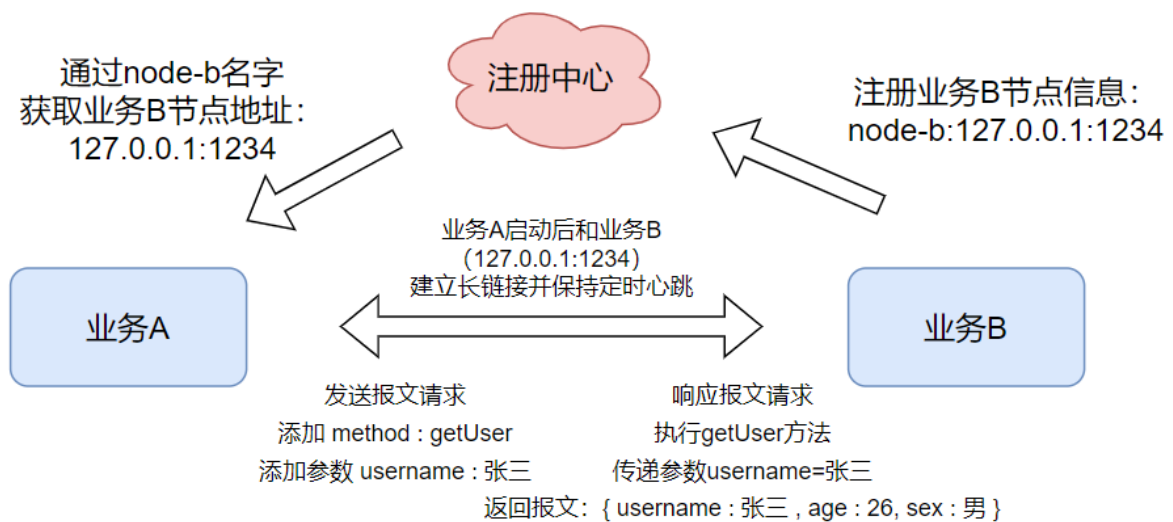 注册中心
通过node-b名字
获取业务B节点地址：
127.0.0.1:1234
注册业务B节点信息：
node-b:127.0.0.1:1234
业务A启动后和业务B
（127.0.0.1:1234）
建立长链接并保持定时心跳
业务A
业务B
发送报文请求
添加 method : getUser
添加参数 username : 张三
响应报文请求
执行getUser方法
传递参数username=张三
返回报文：{ username : 张三 , age : 26, sex : 男 }